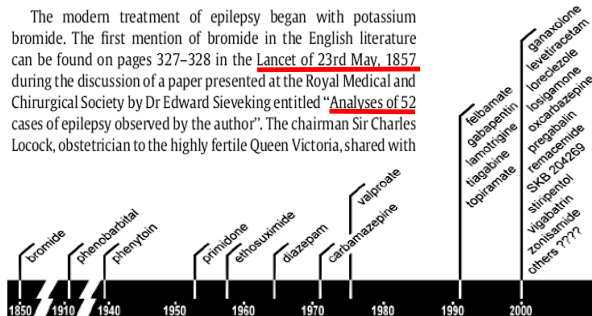 The modern treatment of epilepsy began with potassium
bromide. The first mention of bromide in the English literature
can be found on pages 327–328 in the Lancet of 23rd May, 1857
during the discussion of a paper presented at the Royal Medical and
Chirurgical Society by Dr Edward Sieveking entitled “Analyses of 52
cases of epilepsy observed by the author”. The chairman Sir Charles
Locock, obstetrician to the highly fertile Queen Victoria, shared with
bromide
phenobarbital
phenytoin
primidone
ethosuximide
diazepam
carbamazepine
valproate
felbamate
gabapentin
lamotrigine
tiagabine
topiramate
ganaxolone
levetiracetam
loreclezole
losigamone
oxcarbazepine
pregabalin
remacemide
SKB 204269
stiripentol
vigabatrin
zonisamide
others ????
1850 1910 1940 1950 1960 1970 1980 1990 2000